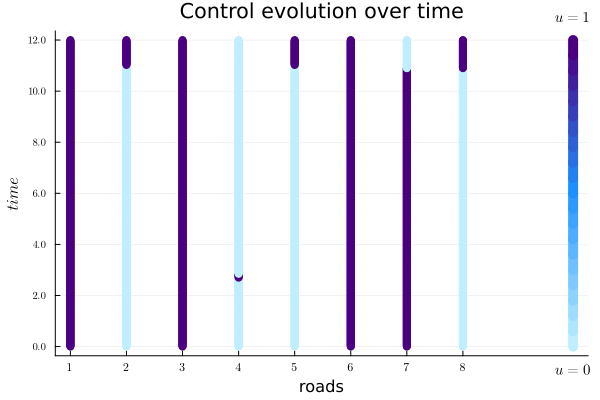 Control evolution over time
u = 1
12.0
10.0
8.0
6.0
4.0
2.0
0.0
time
1 2 3 4 5 6 7 8
u = 0
roads